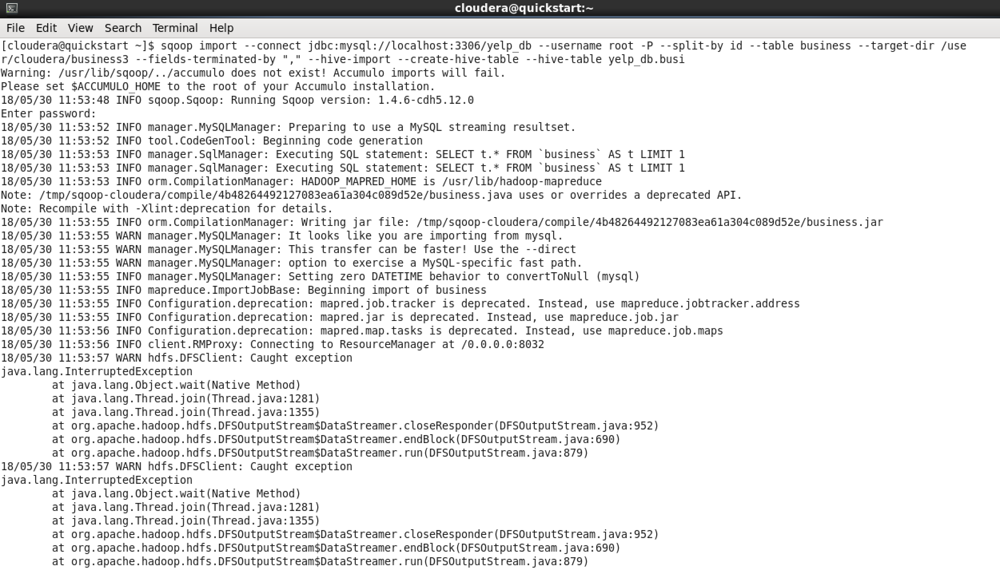 cloudera@quickstart:~
File Edit View Search Terminal Help
[cloudera@quickstart ~]$ sqoop import --connect jdbc:mysql://localhost:3306/yelp_db --username root -P --split-by id --table business --target-dir /use
r/cloudera/business3 --fields-terminated-by "," --hive-import --create-hive-table --hive-table yelp_db.busi
Warning: /usr/lib/sqoop/../accumulo does not exist! Accumulo imports will fail.
Please set $ACCUMULO_HOME to the root of your Accumulo installation.
18/05/30 11:53:48 INFO sqoop.Sqoop: Running Sqoop version: 1.4.6-cdh5.12.0
Enter password:
18/05/30 11:53:52 INFO manager.MySQLManager: Preparing to use a MySQL streaming resultset.
18/05/30 11:53:52 INFO tool.CodeGenTool: Beginning code generation
18/05/30 11:53:53 INFO manager.SqlManager: Executing SQL statement: SELECT t.* FROM `business` AS t LIMIT 1
18/05/30 11:53:53 INFO manager.SqlManager: Executing SQL statement: SELECT t.* FROM `business` AS t LIMIT 1
18/05/30 11:53:53 INFO orm.CompilationManager: HADOOP_MAPRED_HOME is /usr/lib/hadoop-mapreduce
Note: /tmp/sqoop-cloudera/compile/4b48264492127083ea61a304c089d52e/business.java uses or overrides a deprecated API.
Note: Recompile with -Xlint:deprecation for details.
18/05/30 11:53:55 INFO orm.CompilationManager: Writing jar file: /tmp/sqoop-cloudera/compile/4b48264492127083ea61a304c089d52e/business.jar
18/05/30 11:53:55 WARN manager.MySQLManager: It looks like you are importing from mysql.
18/05/30 11:53:55 WARN manager.MySQLManager: This transfer can be faster! Use the --direct
18/05/30 11:53:55 WARN manager.MySQLManager: option to exercise a MySQL-specific fast path.
18/05/30 11:53:55 INFO manager.MySQLManager: Setting zero DATETIME behavior to convertToNull (mysql)
18/05/30 11:53:55 INFO mapreduce.ImportJobBase: Beginning import of business
18/05/30 11:53:55 INFO Configuration.deprecation: mapred.job.tracker is deprecated. Instead, use mapreduce.jobtracker.address
18/05/30 11:53:55 INFO Configuration.deprecation: mapred.jar is deprecated. Instead, use mapreduce.job.jar
18/05/30 11:53:56 INFO Configuration.deprecation: mapred.map.tasks is deprecated. Instead, use mapreduce.job.maps
18/05/30 11:53:56 INFO client.RMProxy: Connecting to ResourceManager at /0.0.0.0:8032
18/05/30 11:53:57 WARN hdfs.DFSClient: Caught exception
java.lang.InterruptedException
at java.lang.Object.wait(Native Method)
at java.lang.Thread.join(Thread.java:1281)
at java.lang.Thread.join(Thread.java:1355)
at org.apache.hadoop.hdfs.DFSOutputStream$DataStreamer.closeResponder(DFSOutputStream.java:952)
at org.apache.hadoop.hdfs.DFSOutputStream$DataStreamer.endBlock(DFSOutputStream.java:690)
at org.apache.hadoop.hdfs.DFSOutputStream$DataStreamer.run(DFSOutputStream.java:879)
18/05/30 11:53:57 WARN hdfs.DFSClient: Caught exception
java.lang.InterruptedException
at java.lang.Object.wait(Native Method)
at java.lang.Thread.join(Thread.java:1281)
at java.lang.Thread.join(Thread.java:1355)
at org.apache.hadoop.hdfs.DFSOutputStream$DataStreamer.closeResponder(DFSOutputStream.java:952)
at org.apache.hadoop.hdfs.DFSOutputStream$DataStreamer.endBlock(DFSOutputStream.java:690)
at org.apache.hadoop.hdfs.DFSOutputStream$DataStreamer.run(DFSOutputStream.java:879)